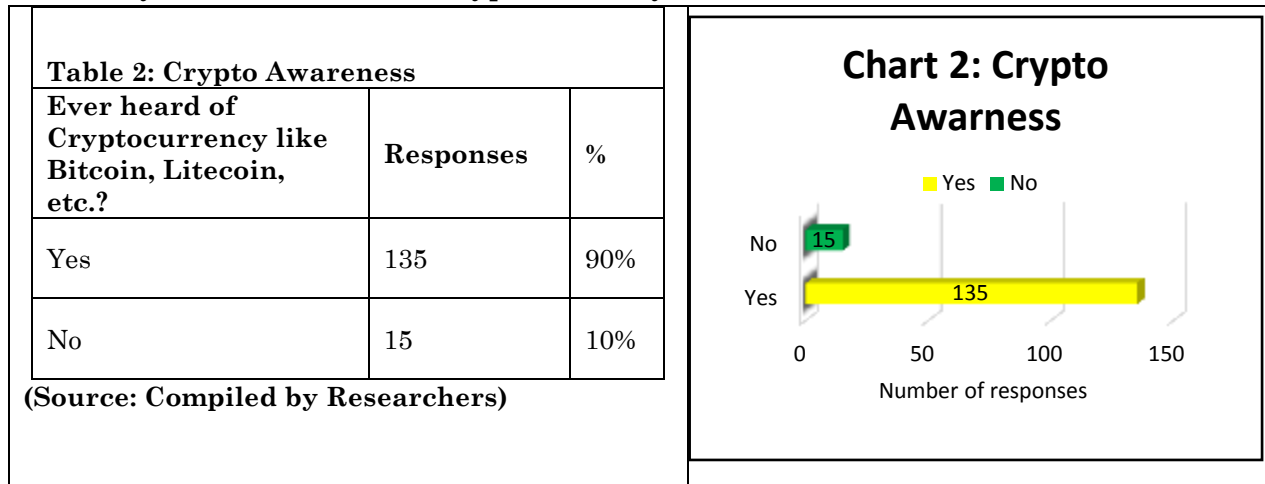 Table 2: Crypto Awareness
Ever heard of
Cryptocurrency like
Bitcoin, Litecoin,
etc.?
Responses
%
Yes
135
90%
No
15
10%
(Source: Compiled by Researchers)
Chart 2: Crypto
Awarness
Yes No
No
15
Yes
135
0 50 100 150
Number of responses